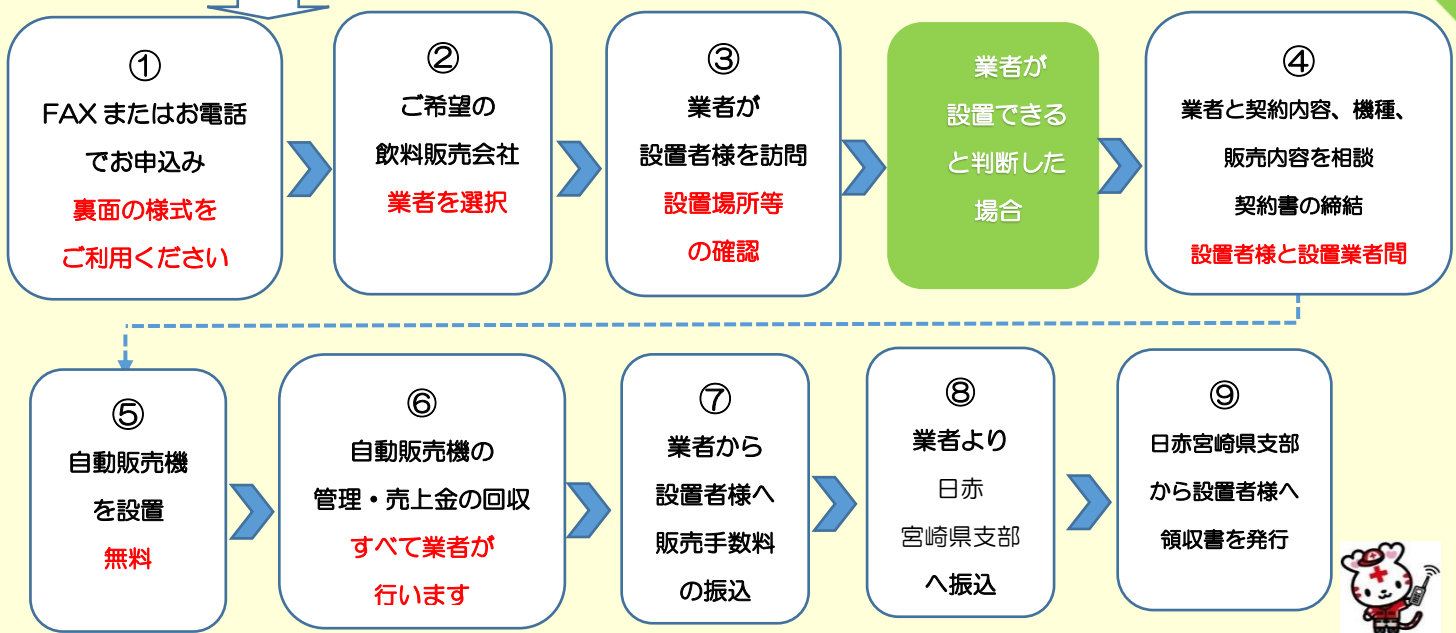 ①
FAX またはお電話
でお申込み
裏面の様式を
ご利用ください
②
ご希望の
飲料販売会社
業者を選択
③
業者が
設置者様を訪問
設置場所等
の確認
業者が
設置できる
と判断した
場合
④
業者と契約内容、機種、
販売内容を相談
契約書の締結
設置者様と設置業者間
⑤
自動販売機
を設置
無料
⑥
自動販売機の
管理・売上金の回収
すべて業者が
行います
⑦
業者から
設置者様へ
販売手数料
の振込
⑧
業者より
日赤
宮崎県支部
へ振込
⑨
日赤宮崎県支部
から設置者様へ
領収書を発行